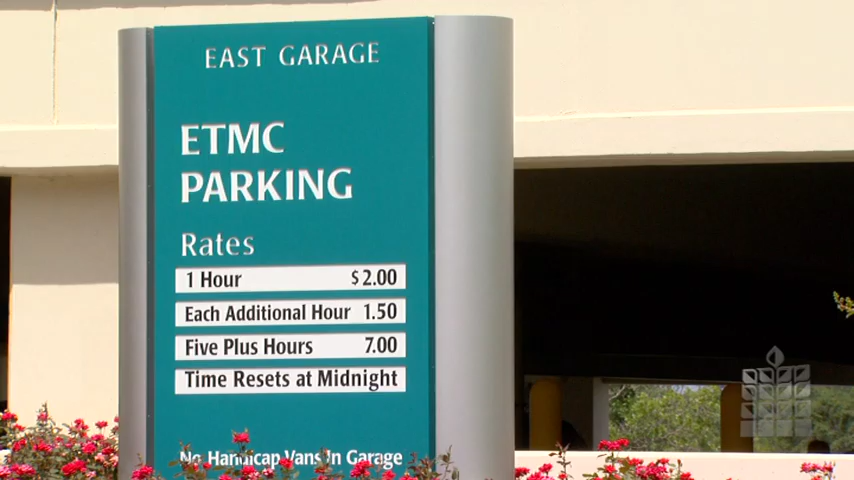 EAST GARAGE
ETMC
PARKING
Rates
1 Hour $2.00
Each Additional Hour 1.50
Five Plus Hours 7.00
Time Resets at Midnight
No Handicap Vans In Garage